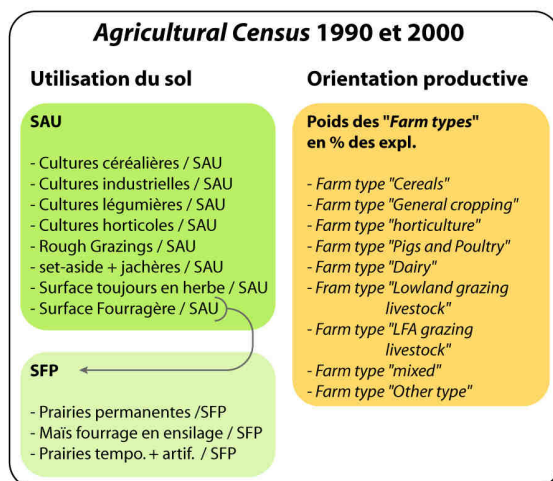 Agricultural Census 1990 et 2000
Utilisation du sol
SAU
- Cultures céréalières / SAU
- Cultures industrielles / SAU
- Cultures légumières / SAU
- Cultures horticoles / SAU
- Rough Grazings / SAU
- set-aside + jachères / SAU
- Surface toujours en herbe / SAU
- Surface Fourragère / SAU
SFP
- Prairies permanentes /SFP
- Maïs fourrage en ensilage / SFP
- Prairies tempo. + artif. / SFP
Orientation productive
Poids des "Farm types"
en % des expl.
- Farm type "Cereals"
- Farm type "General cropping"
- Farm type "horticulture"
- Farm type "Pigs and Poultry"
- Farm type "Dairy"
- Fram type "Lowland grazing
livestock"
- Farm type "LFA grazing
livestock"
- Farm type "mixed"
- Farm type "Other type"